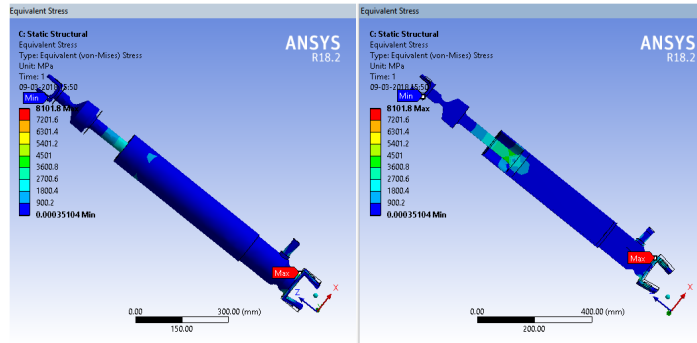 Equivalent Stress
C: Static Structural
Equivalent Stress
Type: Equivalent (von-Mises) Stress
Unit: MPa
Time: 1
ANSYS
R18.2
Min
8101.8 Max
7201.6
6301.4
5401.2
4501
3600.8
2700.6
1800.4
900.2
0.00035104 Min
Max
Z
X
0.00
300.00 (mm)
150.00
Equivalent Stress
C: Static Structural
Equivalent Stress
Type: Equivalent (von-Mises) Stress
Unit: MPa
Time: 1
ANSYS
R18.2
Min
8101.8 Max
7201.6
6301.4
5401.2
4501
3600.8
2700.6
1800.4
900.2
0.00035104 Min
Max
X
0.00
400.00 (mm)
200.00